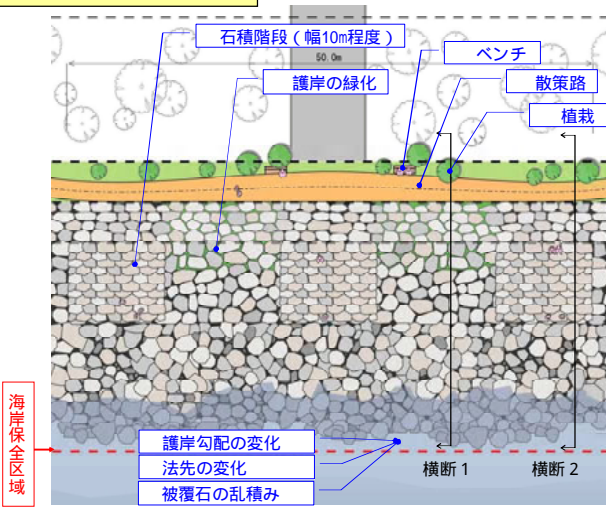 石積階段（幅10m程度）
50.0m
ベンチ
護岸の緑化
散策路
植栽
海岸保全区域
護岸勾配の変化
法先の変化
被覆石の乱積み
横断 1
横断 2